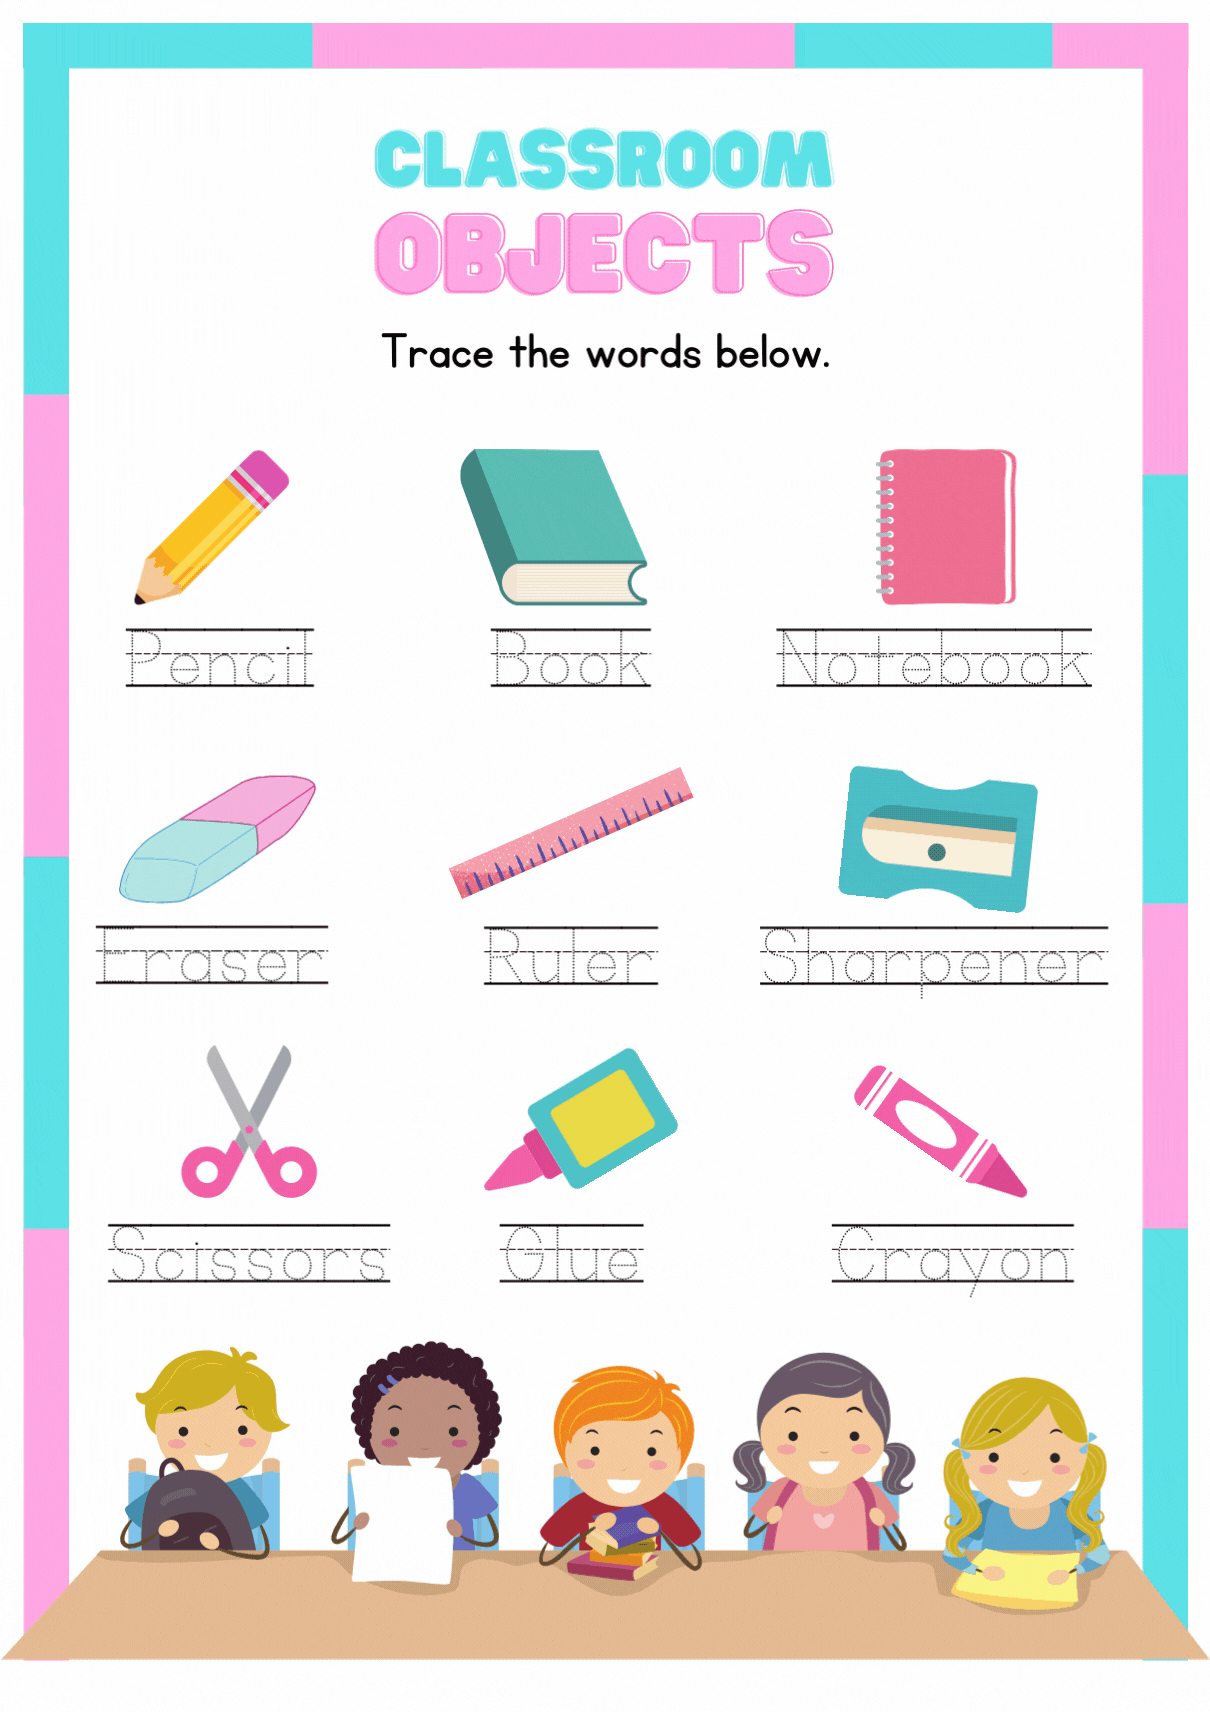 CLASSROOM
OBJECTS
Trace the words below.
Pencil Book Notebook
Eraser Ruler Sharpener
Scissors Glue Crayon